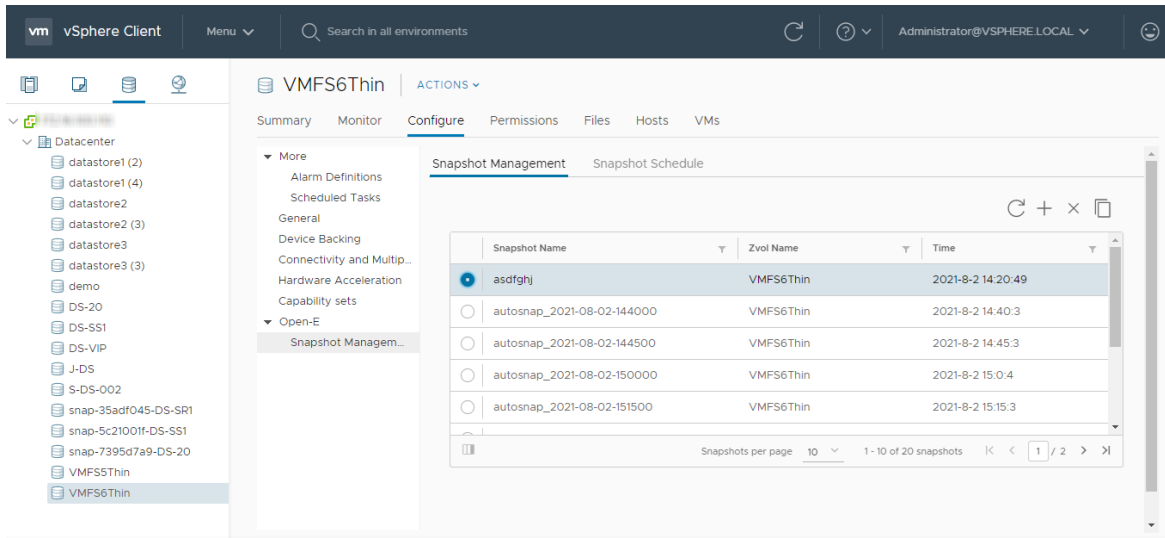 vm vSphere Client Menu Search in all environments Administrator@VSPHERE.LOCAL
VMFS6Thin ACTIONS
Summary Monitor Configure Permissions Files Hosts VMs
Datacenter
datastore1 (2)
datastore1 (4)
datastore2
datastore2 (3)
datastore3
datastore3 (3)
demo
DS-20
DS-SS1
DS-VIP
J-DS
S-DS-002
snap-35adf045-DS-SR1
snap-5c21001f-DS-SS1
snap-7395d7a9-DS-20
VMFS5Thin
VMFS6Thin
More
Alarm Definitions
Scheduled Tasks
General
Device Backing
Connectivity and Multip...
Hardware Acceleration
Capability sets
Open-E
Snapshot Managem...
Snapshot Management Snapshot Schedule
Snapshot Name Zvol Name Time
asdfghj VMFS6Thin 2021-8-2 14:20:49
autosnap_2021-08-02-144000 VMFS6Thin 2021-8-2 14:40:3
autosnap_2021-08-02-144500 VMFS6Thin 2021-8-2 14:45:3
autosnap_2021-08-02-150000 VMFS6Thin 2021-8-2 15:0:4
autosnap_2021-08-02-151500 VMFS6Thin 2021-8-2 15:15:3
Snapshots per page 10 1 - 10 of 20 snapshots 1 / 2